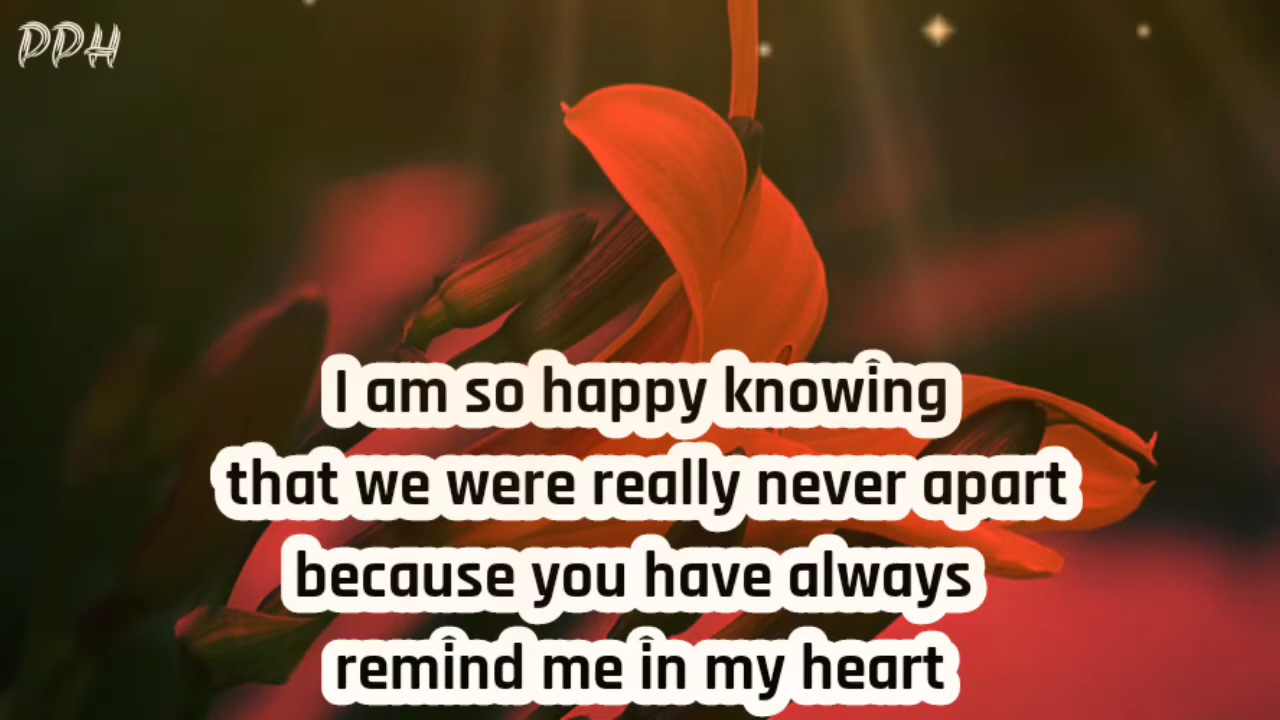 PPH
I am so happy knowing
that we were really never apart
because you have always
remind me in my heart